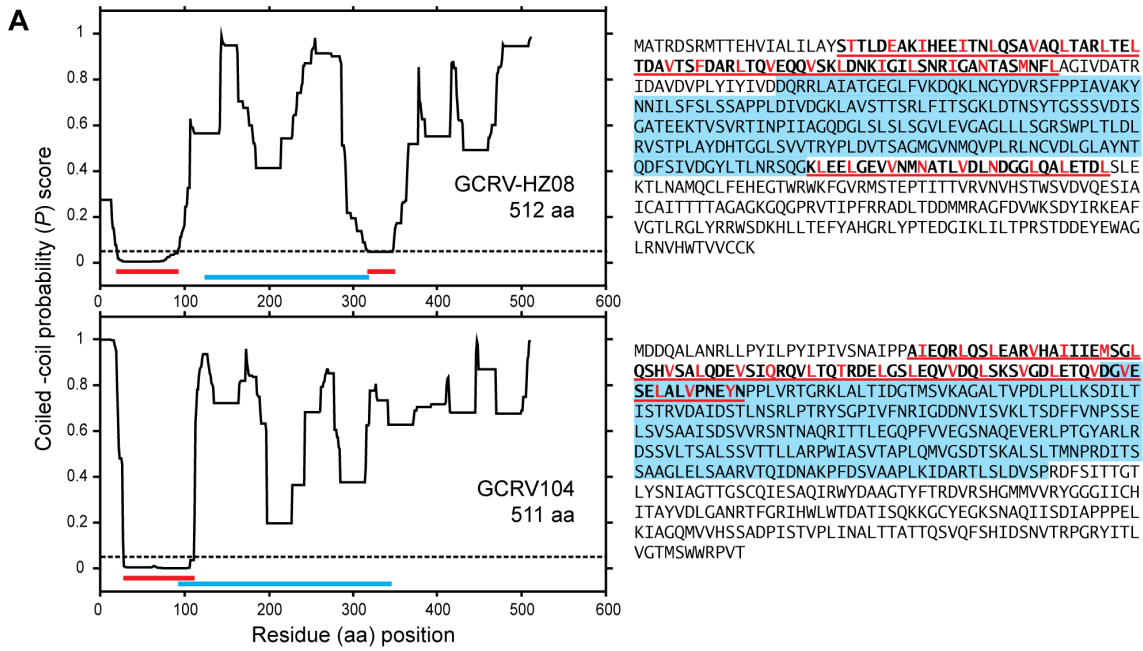 A
Coiled -coil probability (P) score
1
0.8
0.6
0.4
0.2
0
GCRV-HZ08
512 aa
0 100 200 300 400 500 600
MATRDSRMTTEHVIALILAYSTTLDEAKIHEEITNLQSAVAQLTARLTEL
TDAVTSFDARLTQVEQQVSKLDNKIGILSNRIGANTASMNFLAGIVDATR
IDAVDVPLYIYIVDDQRRLAIATGEGLFVKDQKLNGYDVRSFPPIAVAKY
NNILSFSLSSAPPLDIVDGKLAVSTTSRLFITSGKLDTNSYTGSSSVDIS
GATEEKTVSVRTINPIIAGQDGLSLSLSGVLEVGAGLLLSGRSWPLTLDL
RVSTPLAYDHTGGLSVVTRYPLDVTSAGMGVNMQVPLRLNCVDLGLAYNT
QDFSIVDGYLTLNRSQGKLEELGEVVNMNATLVDLNDGGLQALETDLSLE
KTLNAMQCLFEHEGTWRWKFGVRMSTEPTITTVRVNVHSTWSVDVQESIA
ICAITTTTAGAGKGQGPRVTIPFRRADLTDDMMRAGFDVWKSDYIRKEAF
VGTLRGLYRRWSDKHLLTEFYAHGRLYPTEDGIKLILTPRSTDDEYEWAG
LRNVHWTVVCCK
1
0.8
0.6
0.4
0.2
0
GCRV104
511 aa
0 100 200 300 400 500 600
Residue (aa) position
MDDQALANRLLPYILPYIPIVSNAIPPAIEQRLQSLEARVHAIIIEMSGL
QSHVSALQDEVSIQRQVLTQTRDELGSLEQVVDQLSKSVGDLETQVDGVE
SELALVPNEYNPPLVRTGRKLALTIDGTMSVKAGALTVPDLPLLKSDILT
ISTRVDAIDSTLNSRLPTRYSGPIVFNRIGDDNVISVKLTSDFFVNPSSE
LSVSAAISDSVVRSNTNAQRITTLEGQPFVVEGSNAQEVERLPTGYARLR
DSSVLTSALSSVTTLLARPWIASVTAPLQMVGSDTSKALSLTMNPRDITS
SAAGLELSAARVTQIDNAKPFDSVAAPLKIDARTLSLDVSPRDFSITTGT
LYSNIAGTTGSCQIESAQIRWYDAAGTYFTRDVRSHGMMVVRYGGGIICH
ITAYVDLGANRTFGRIHWLWTDATISQKKGCYEGKSNAQIISDIAPPPEL
KIAGQMVVHSSADPISTVPLINALTTATTQSVQFSHIDSNVTRPGRYITL
VGTMSWWRPVT